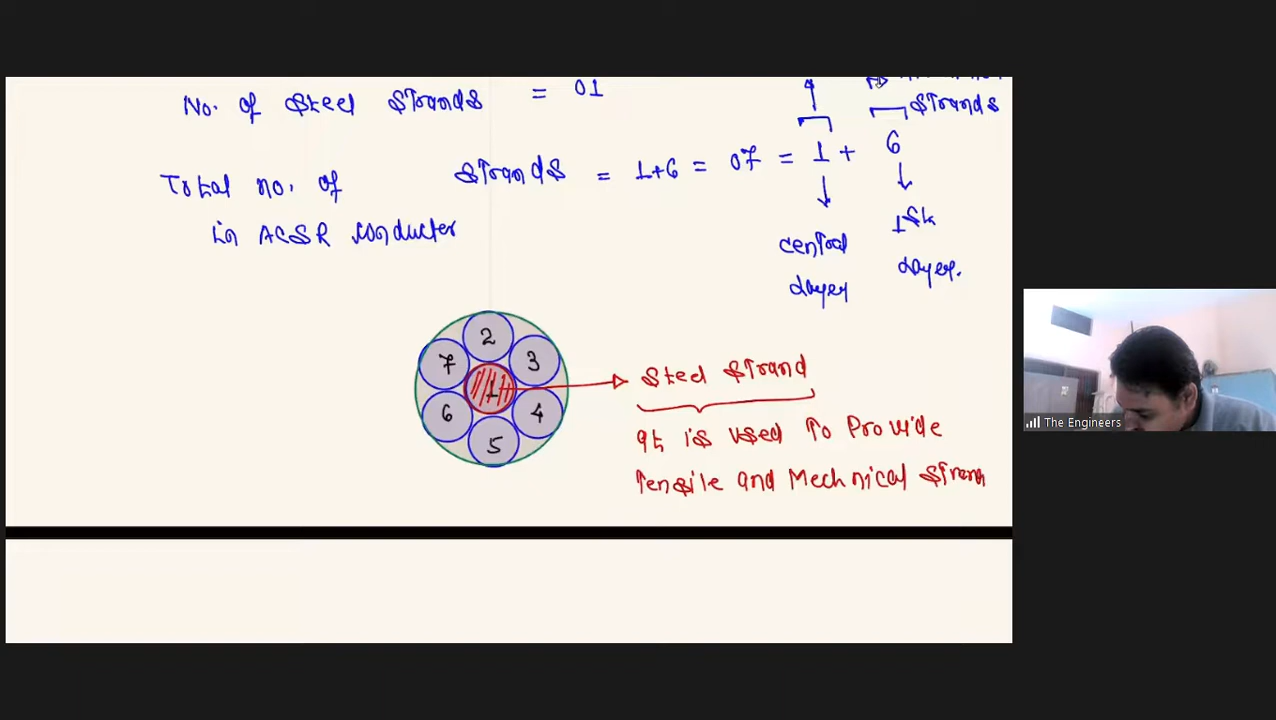 No. of Steel Strands = 01
strands
Total no. of strands = 1+6 = 07 = 1 + 6
in ACSR conductor
central layer
1st layer.
2
7 3
1
6 4
5
Steel strand
It is used to Provide
Tensile and Mechnical
The Engineers